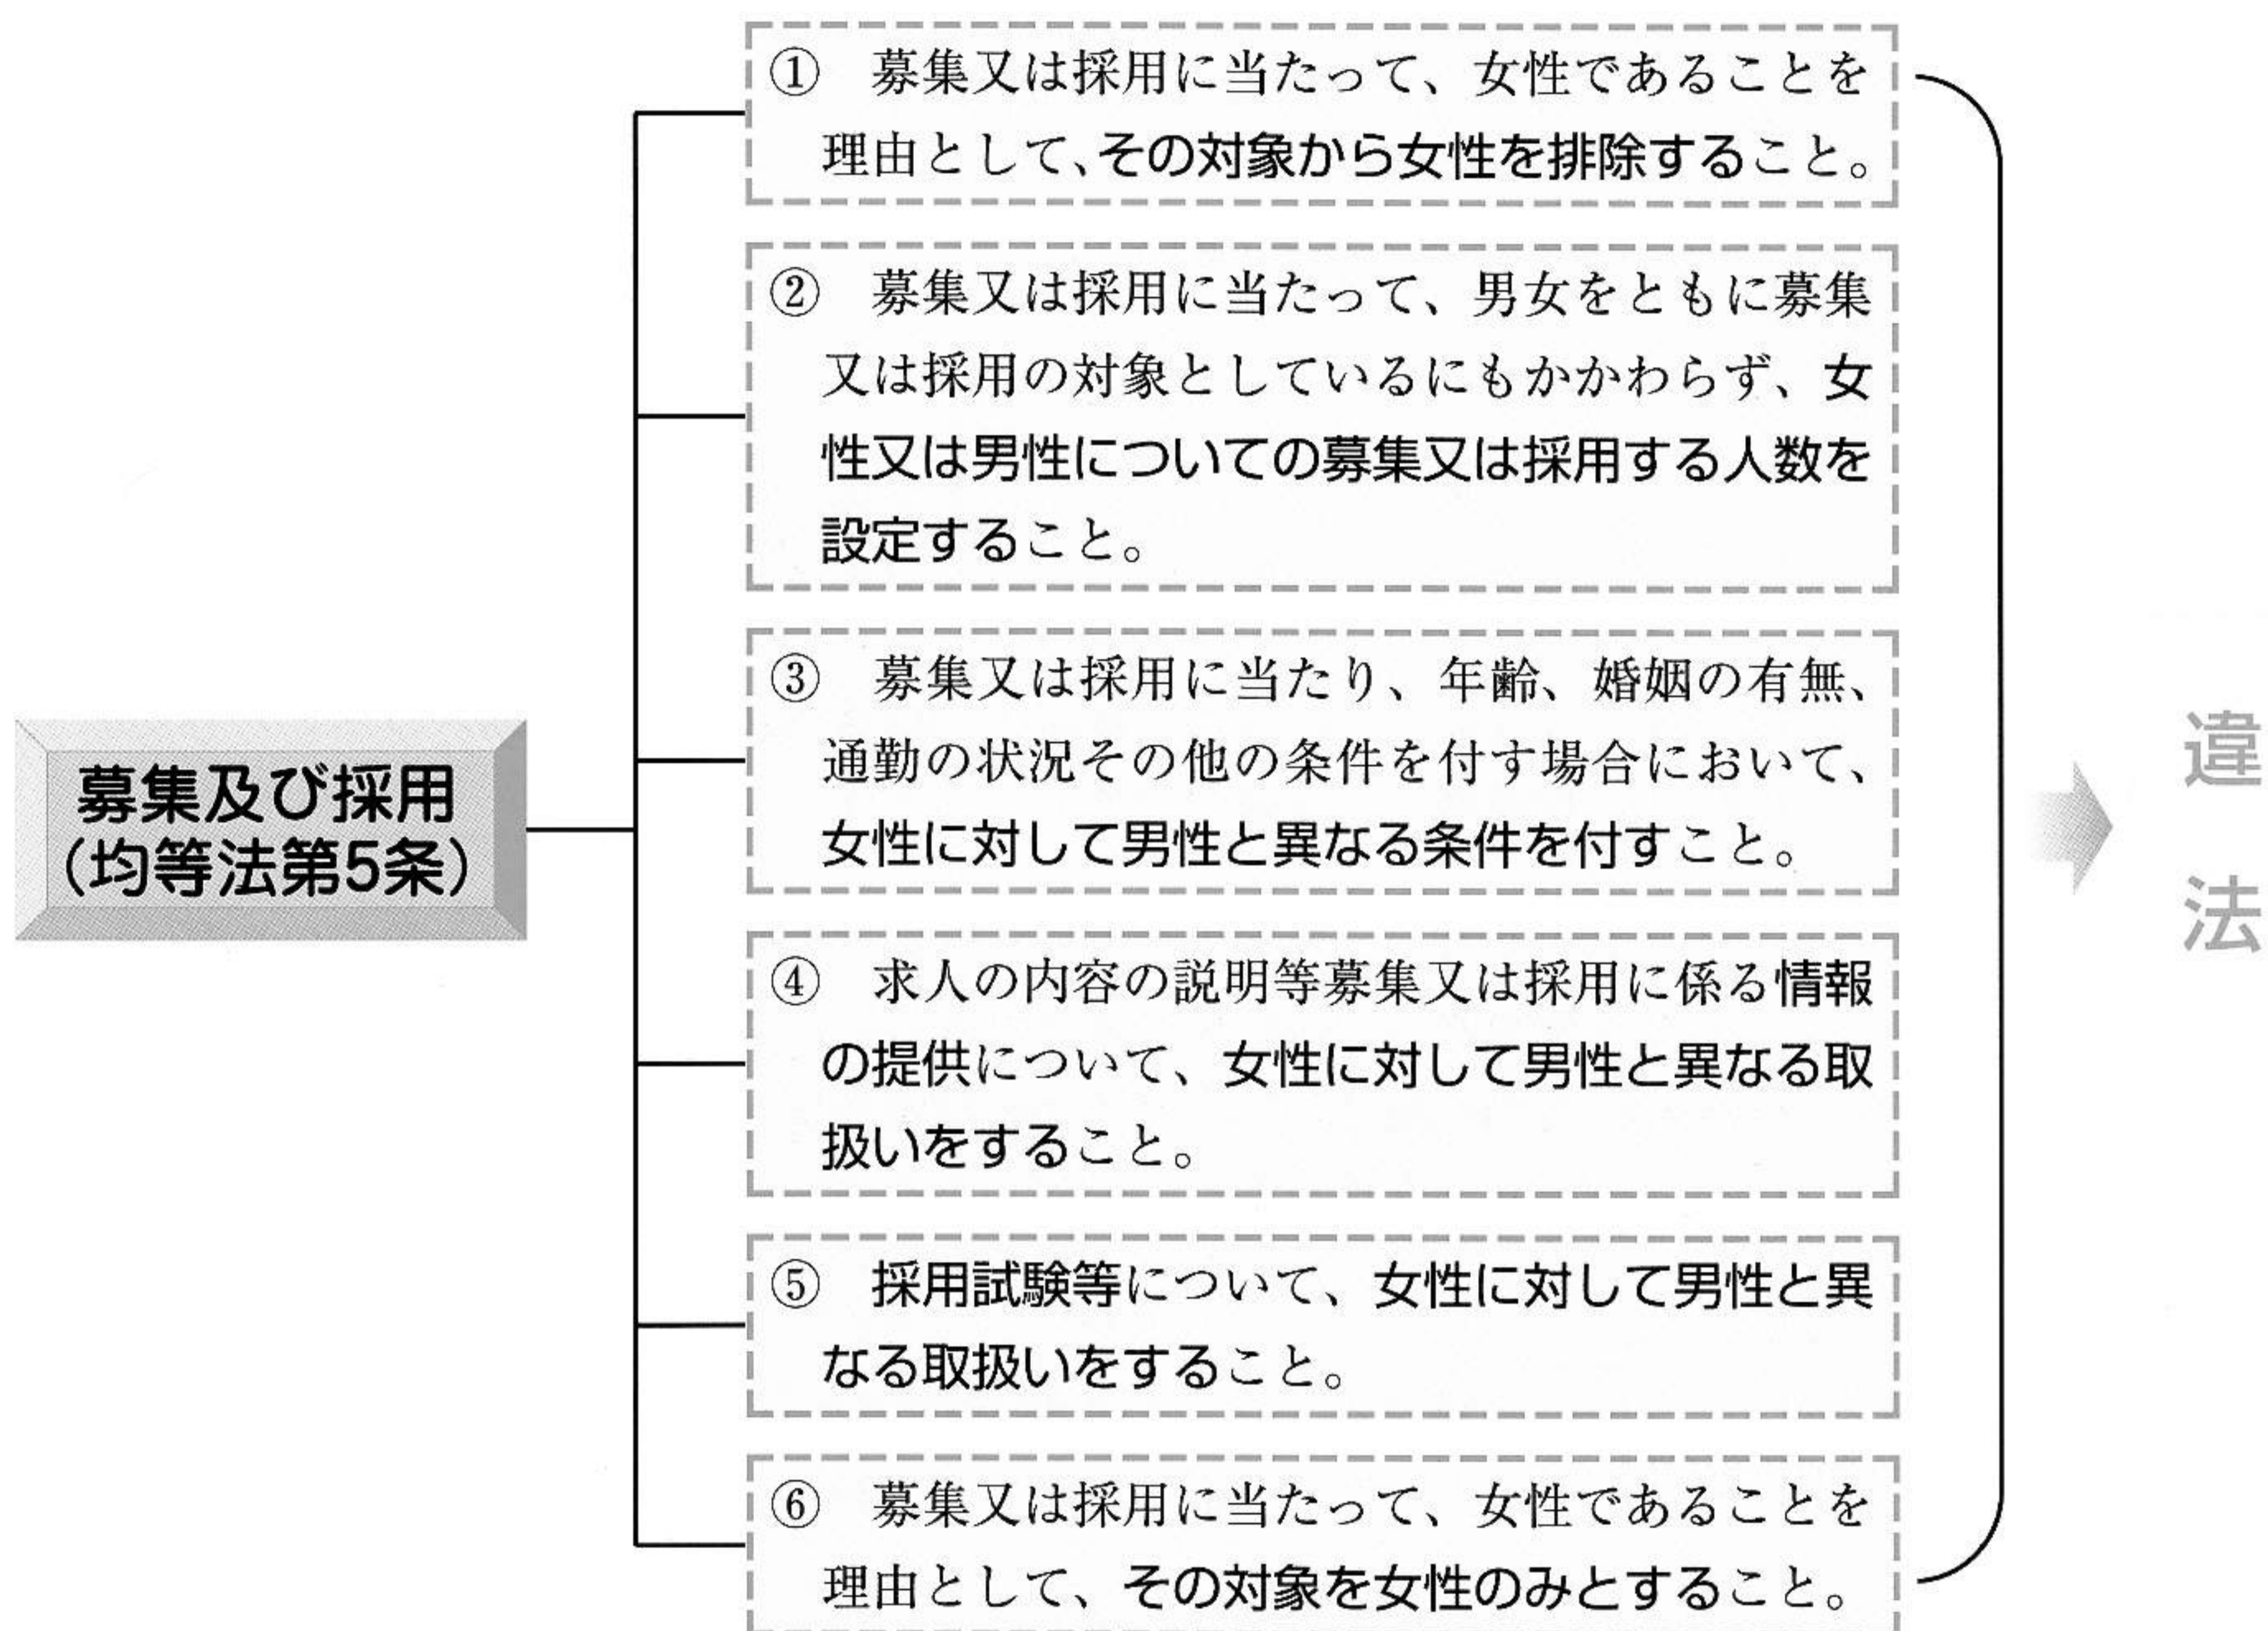 募集及び採用
(均等法第5条)
① 募集又は採用に当たって、女性であることを
理由として、その対象から女性を排除すること。
② 募集又は採用に当たって、男女をともに募集
又は採用の対象としているにもかかわらず、女
性又は男性についての募集又は採用する人数を
設定すること。
③ 募集又は採用に当たり、年齢、婚姻の有無、
通勤の状況その他の条件を付す場合において、
女性に対して男性と異なる条件を付すこと。
④ 求人の内容の説明等募集又は採用に係る情報
の提供について、女性に対して男性と異なる取
扱いをすること。
⑤ 採用試験等について、女性に対して男性と異
なる取扱いをすること。
⑥ 募集又は採用に当たって、女性であることを
理由として、その対象を女性のみとすること。
違法